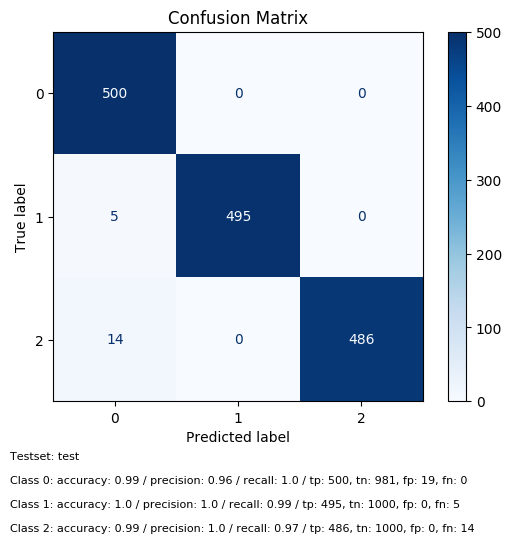 Confusion Matrix
500
0
500 0 0
400
300
True label
1
5 495 0
200
100
2
14 0 486
0
0 1 2
Predicted label
Testset: test
Class 0: accuracy: 0.99 / precision: 0.96 / recall: 1.0 / tp: 500, tn: 981, fp: 19, fn: 0
Class 1: accuracy: 1.0 / precision: 1.0 / recall: 0.99 / tp: 495, tn: 1000, fp: 0, fn: 5
Class 2: accuracy: 0.99 / precision: 1.0 / recall: 0.97 / tp: 486, tn: 1000, fp: 0, fn: 14